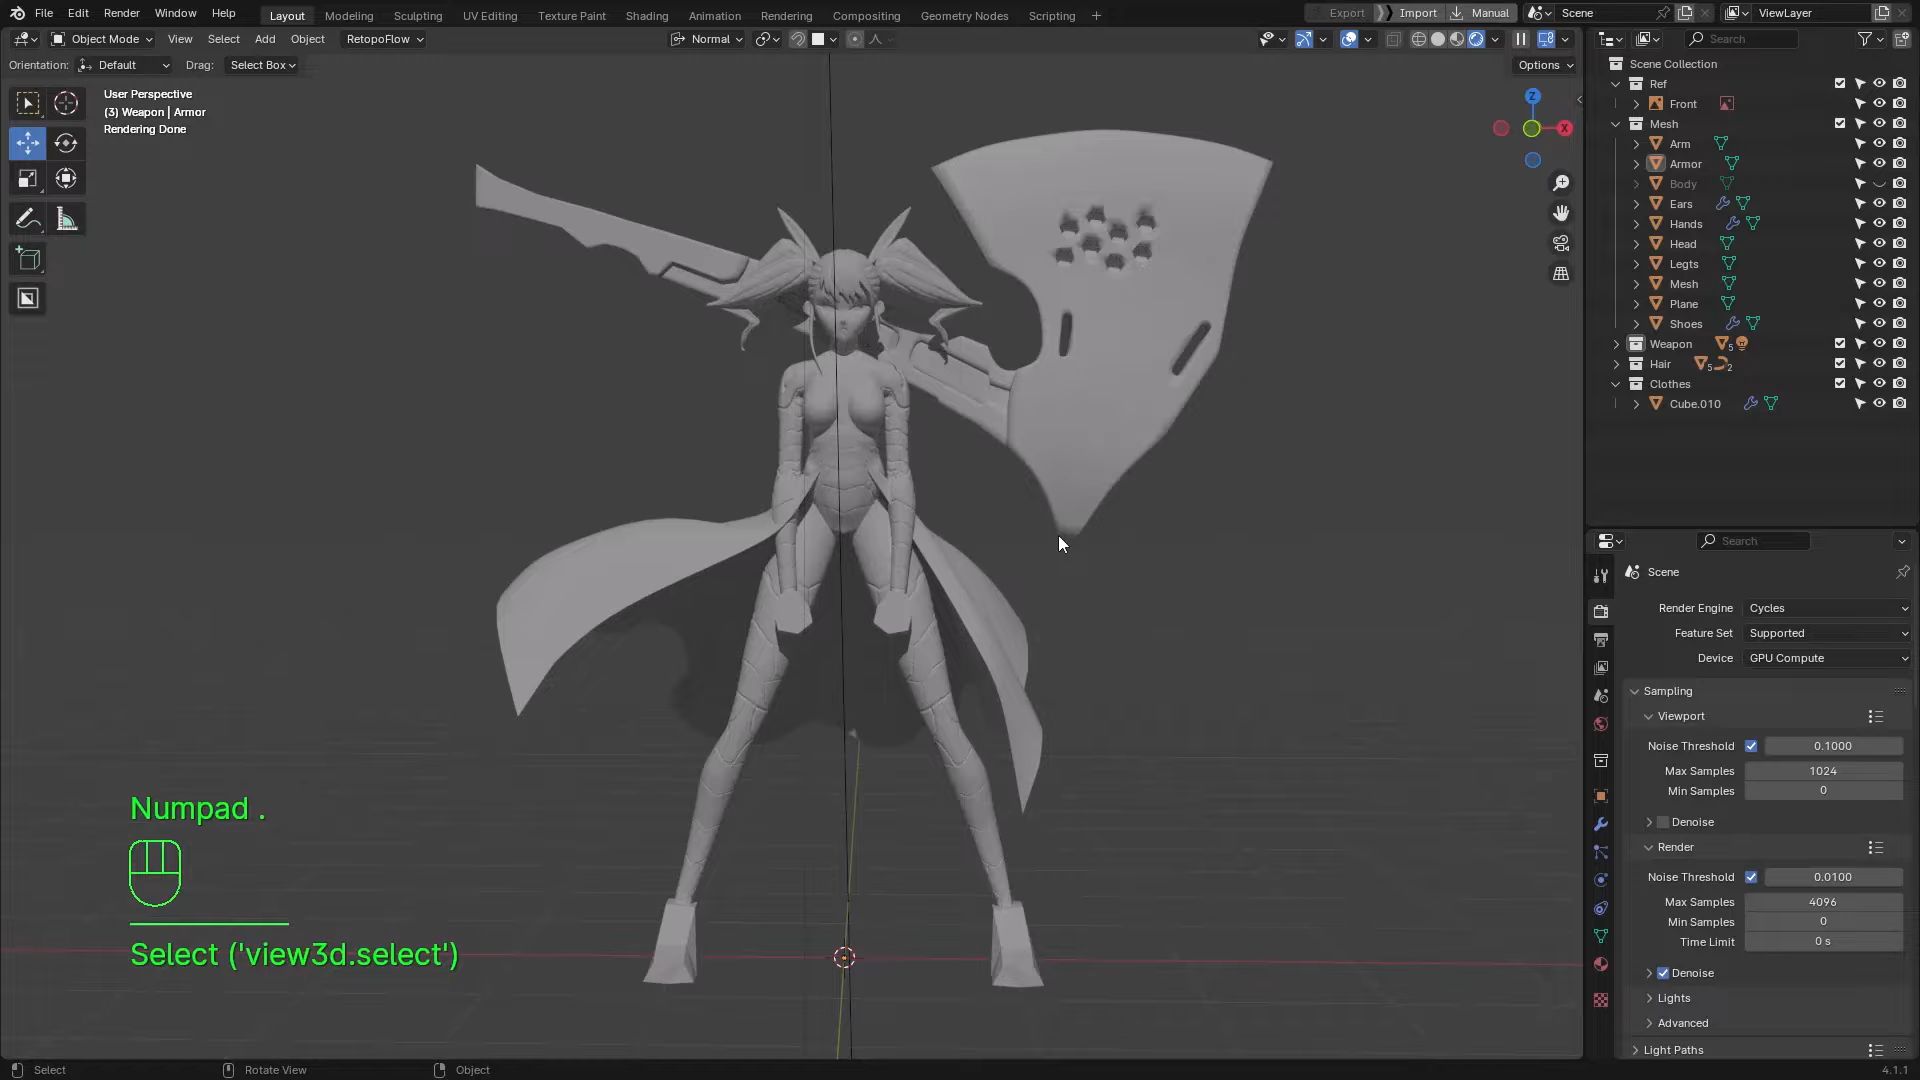 File Edit Render Window Help Layout Modeling Sculpting UV Editing Texture Paint Shading Animation Rendering Compositing Geometry Nodes Scripting + Export Import Manual Scene ViewLayer
Object Mode View Select Add Object RetopoFlow Normal Search
Orientation: Default Drag: Select Box Options
User Perspective
(3) Weapon | Armor
Rendering Done
Z
X
Scene Collection
Ref
Front
Mesh
Arm
Armor
Body
Ears
Hands
Head
Legts
Mesh
Plane
Shoes
Weapon 5
Hair 5 2
Clothes
Cube.010
Search
Scene
Render Engine Cycles
Feature Set Supported
Device GPU Compute
Sampling
Viewport
Noise Threshold 0.1000
Max Samples 1024
Min Samples 0
Denoise
Render
Noise Threshold 0.0100
Max Samples 4096
Min Samples 0
Time Limit 0 s
Denoise
Lights
Advanced
Light Paths
Numpad .
Select ('view3d.select')
Select Rotate View Object 4.1.1